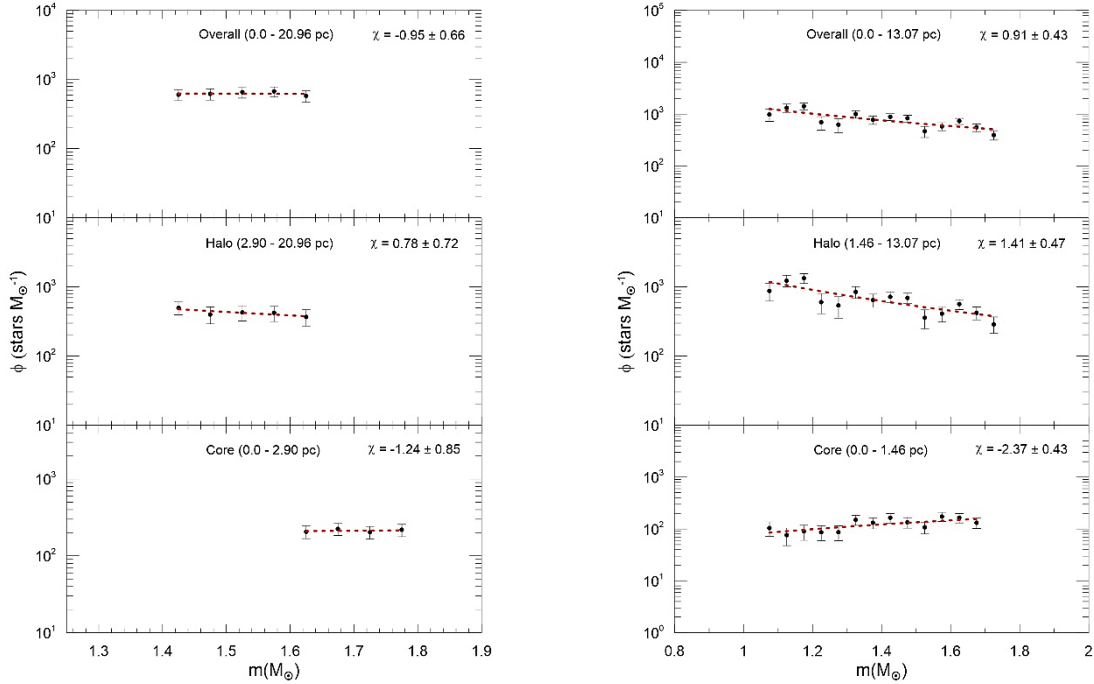 Overall (0.0 - 20.96 pc) χ = -0.95 ± 0.66
10³
10²
10¹
Halo (2.90 - 20.96 pc) χ = 0.78 ± 0.72
10³
10²
10¹
ϕ (stars M⊙⁻¹)
Core (0.0 - 2.90 pc) χ = -1.24 ± 0.85
10³
10²
10¹
1.3 1.4 1.5 1.6 1.7 1.8 1.9
m(M⊙)
10⁵
Overall (0.0 - 13.07 pc) χ = 0.91 ± 0.43
10⁴
10³
10²
10¹
Halo (1.46 - 13.07 pc) χ = 1.41 ± 0.47
10³
10²
10¹
ϕ (stars M⊙⁻¹)
Core (0.0 - 1.46 pc) χ = -2.37 ± 0.43
10³
10²
10¹
10⁰
0.8 1 1.2 1.4 1.6 1.8 2
m(M⊙)